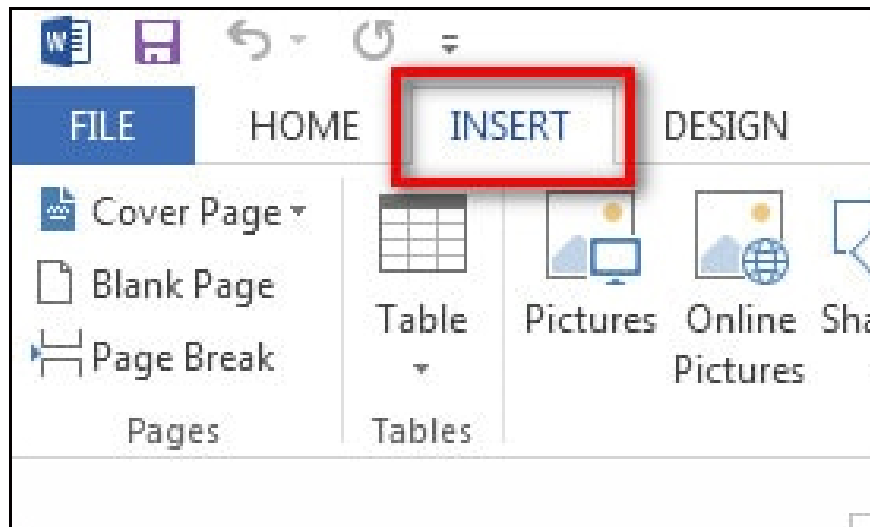 W
FILE HOME INSERT DESIGN
Cover Page
Blank Page
Page Break
Table
Pictures
Online
Pictures
Pages
Tables